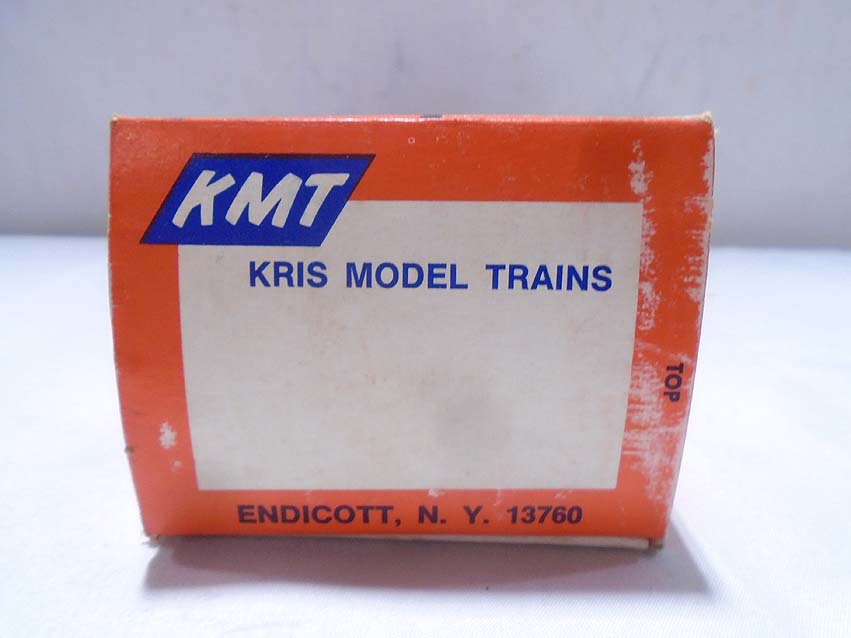 KMT
KRIS MODEL TRAINS
TOP
ENDICOTT, N. Y. 13760